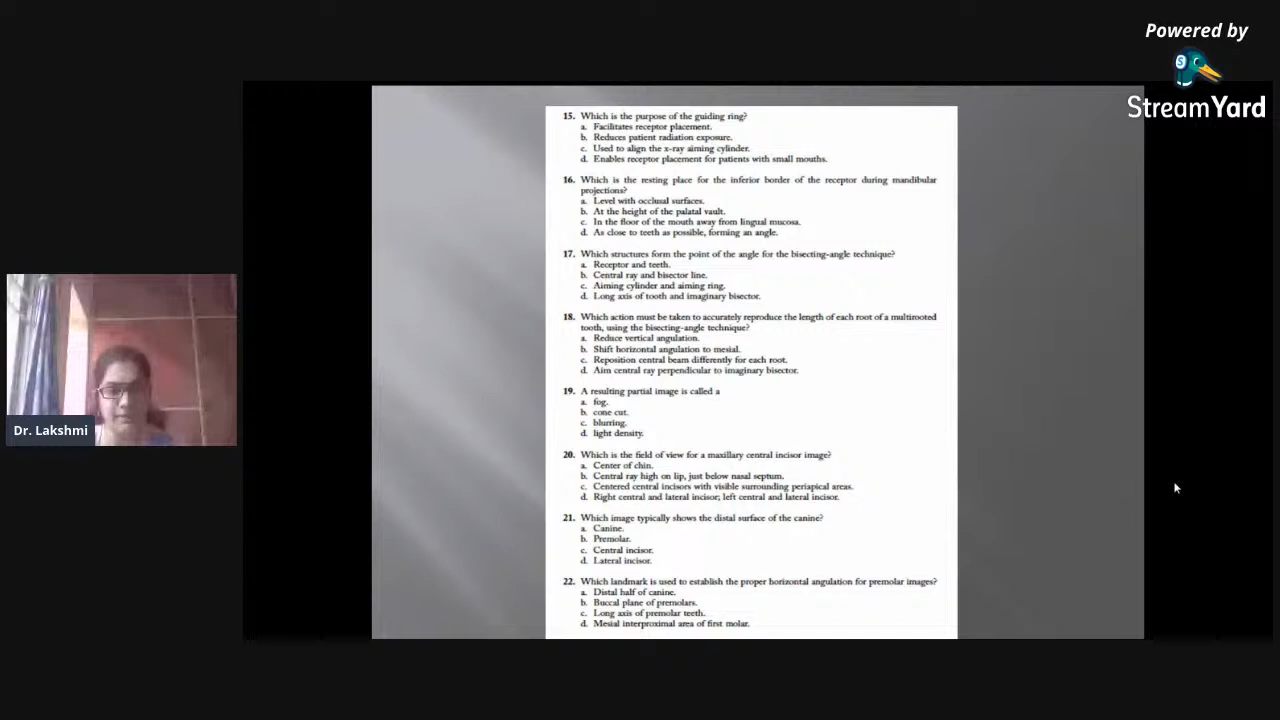 Powered by
StreamYard
15. Which is the purpose of the guiding ring?
a. Facilitates receptor placement.
b. Reduces patient radiation exposure.
c. Used to align the x-ray aiming cylinder.
d. Enables receptor placement for patients with small mouths.
16. Which is the resting place for the inferior border of the receptor during mandibular
projections?
a. Level with occlusal surfaces.
b. At the height of the palatal vault.
c. In the floor of the mouth away from lingual mucosa.
d. As close to teeth as possible, forming an angle.
17. Which structures form the point of the angle for the bisecting-angle technique?
a. Receptor and teeth.
b. Central ray and bisector line.
c. Aiming cylinder and aiming ring.
d. Long axis of tooth and imaginary bisector.
18. Which action must be taken to accurately reproduce the length of each root of a multirooted
tooth, using the bisecting-angle technique?
a. Reduce vertical angulation.
b. Shift horizontal angulation to mesial.
c. Reposition central beam differently for each root.
d. Aim central ray perpendicular to imaginary bisector.
19. A resulting partial image is called a
a. fog.
b. cone cut.
c. blurring.
d. light density.
20. Which is the field of view for a maxillary central incisor image?
a. Center of chin.
b. Central ray high on lip, just below nasal septum.
c. Centered central incisors with visible surrounding periapical areas.
d. Right central and lateral incisor; left central and lateral incisor.
21. Which image typically shows the distal surface of the canine?
a. Canine.
b. Premolar.
c. Central incisor.
d. Lateral incisor.
22. Which landmark is used to establish the proper horizontal angulation for premolar images?
a. Distal half of canine.
b. Buccal plane of premolars.
c. Long axis of premolar teeth.
d. Mesial interproximal area of first molar.
Dr. Lakshmi